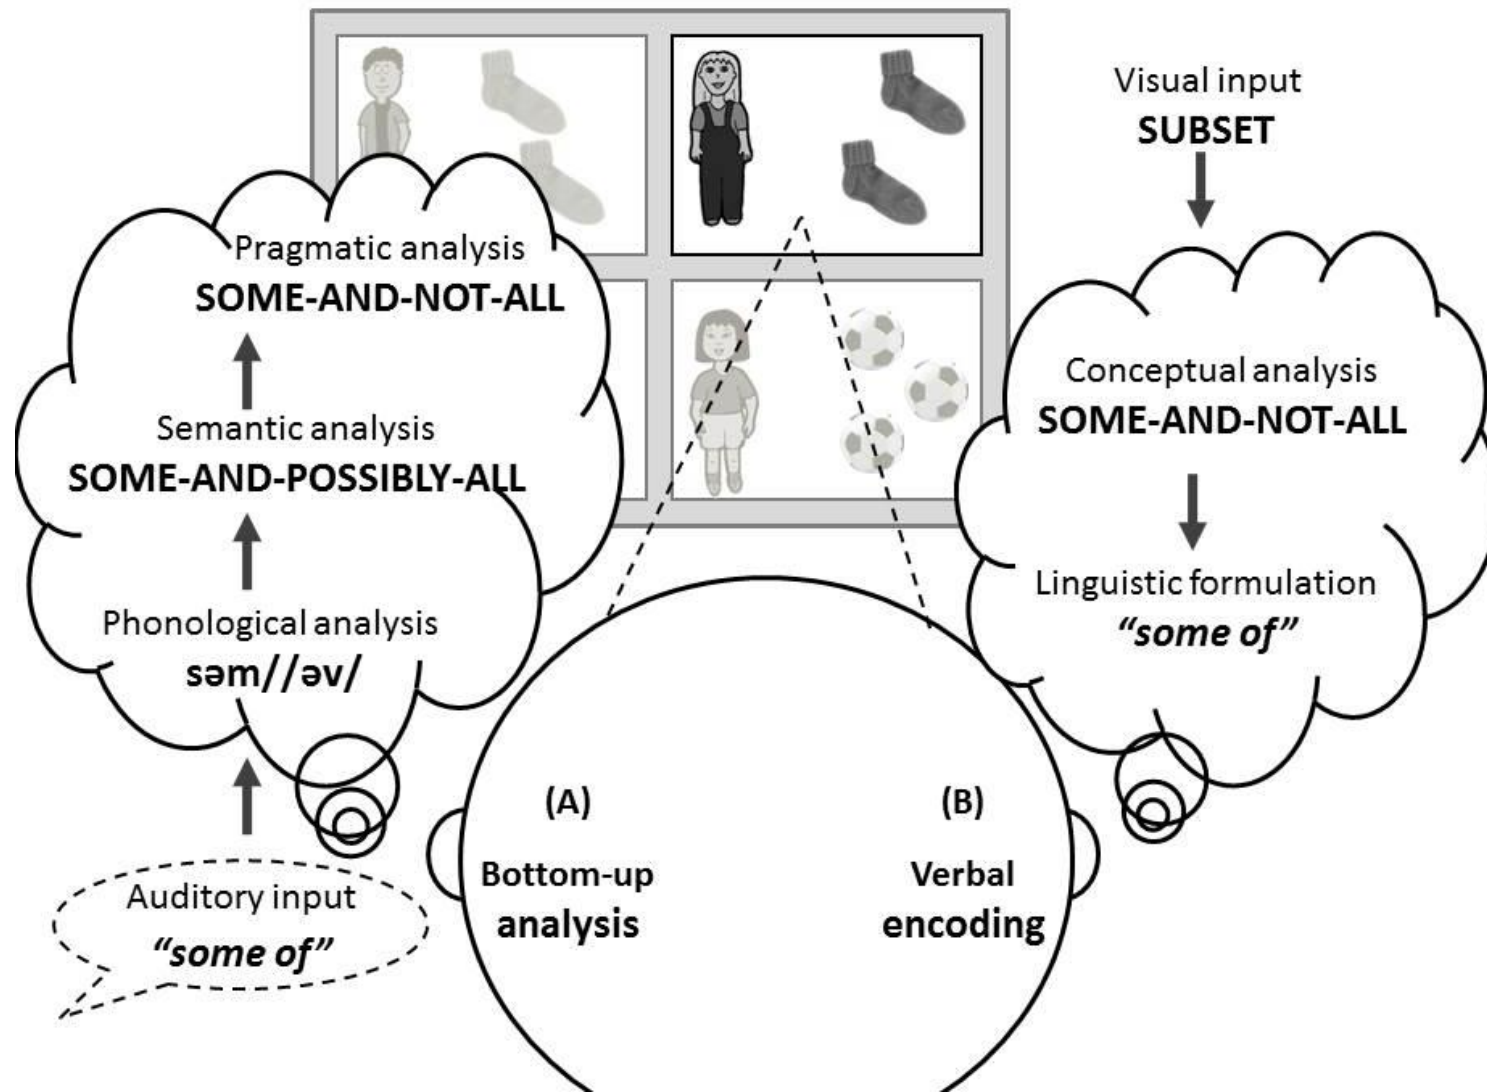 Pragmatic analysis
SOME-AND-NOT-ALL
Semantic analysis
SOME-AND-POSSIBLY-ALL
Phonological analysis
səm//əv/
Auditory input
“some of”
(A)
Bottom-up
analysis
(B)
Verbal
encoding
Visual input
SUBSET
Conceptual analysis
SOME-AND-NOT-ALL
Linguistic formulation
“some of”